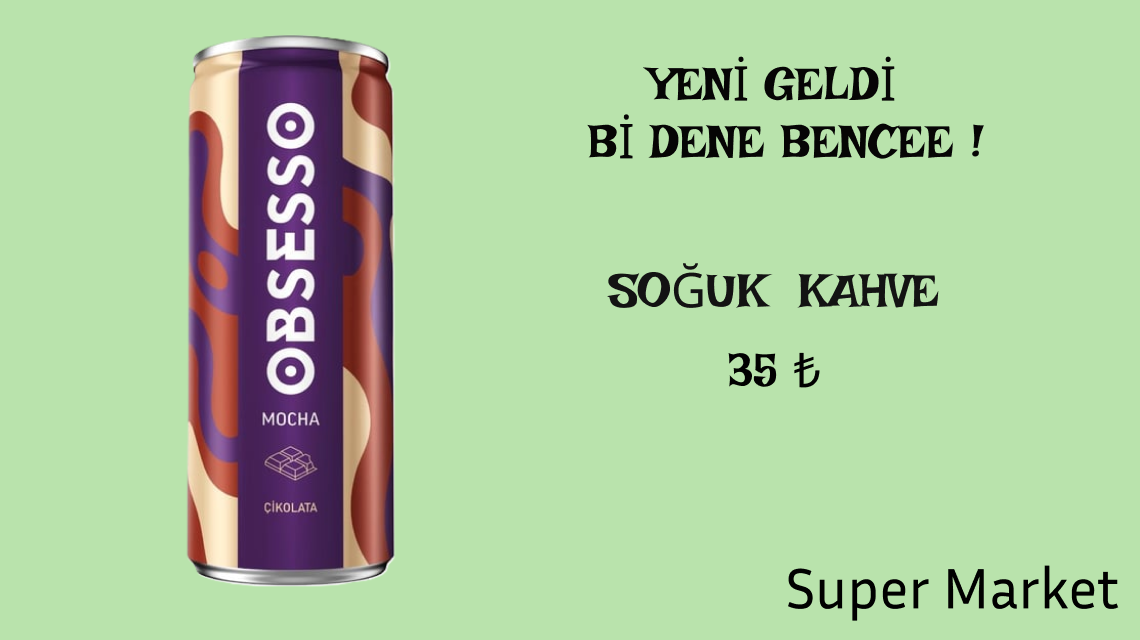 OBSESSO
MOCHA
ÇİKOLATA
YENİ GELDİ
Bİ DENE BENCEE !
SOĞUK KAHVE
35 ₺
Super Market